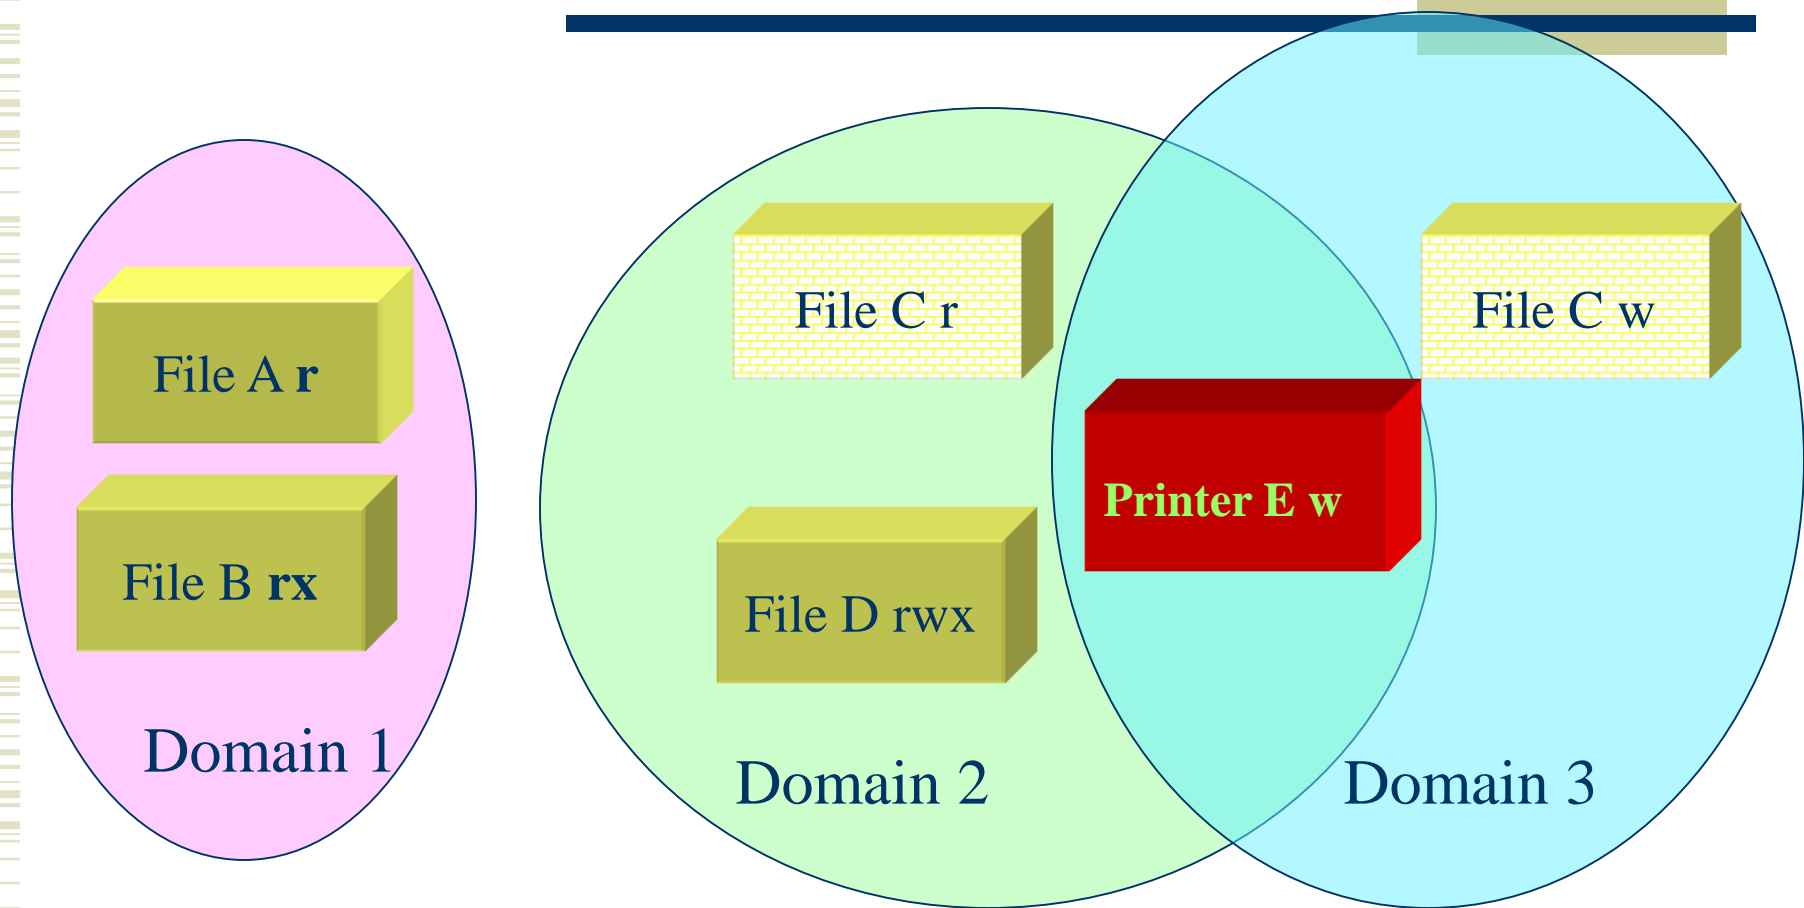 File A r
File B rx
Domain 1
File C r
File D rwx
Domain 2
Printer E w
File C w
Domain 3